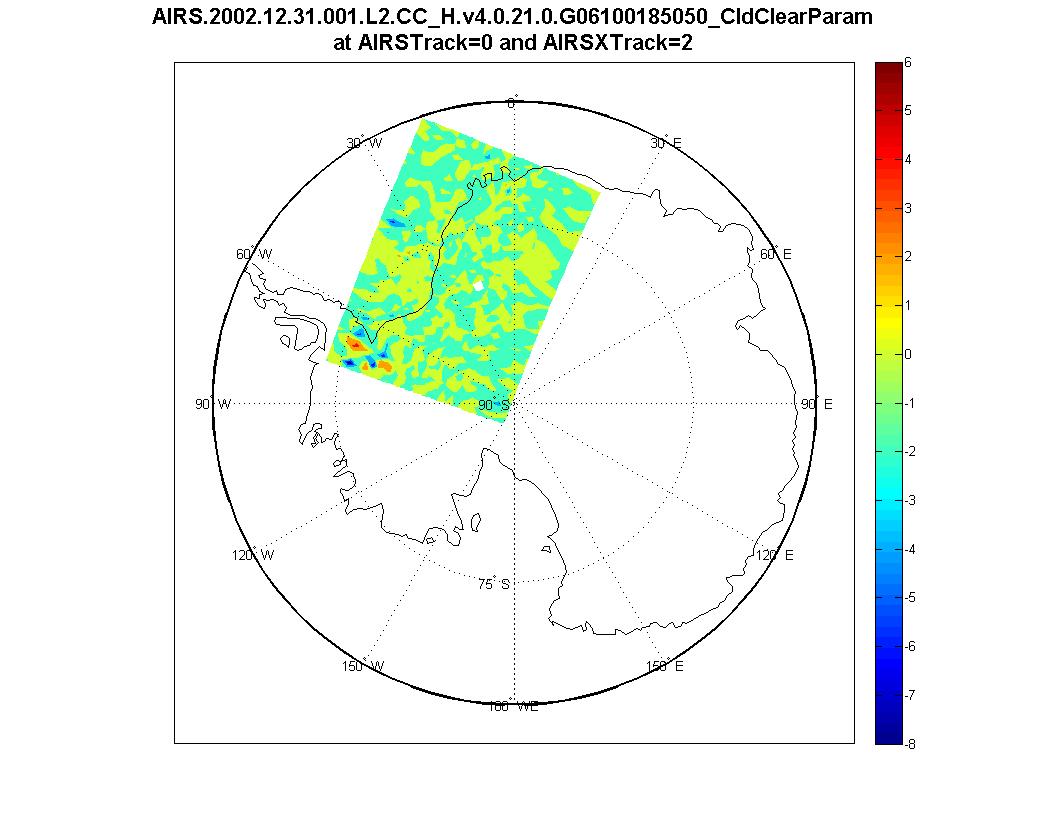 AIRS.2002.12.31.001.L2.CC_H.v4.0.21.0.G06100185050_CldClearParam
at AIRSTrack=0 and AIRSXTrack=2
0°
30° W
30° E
60° W
60° E
90° W
90° S
90° E
120° W
120° E
75° S
150° W
150° E
180° WE
6
5
4
3
2
1
0
-1
-2
-3
-4
-5
-6
-7
-8